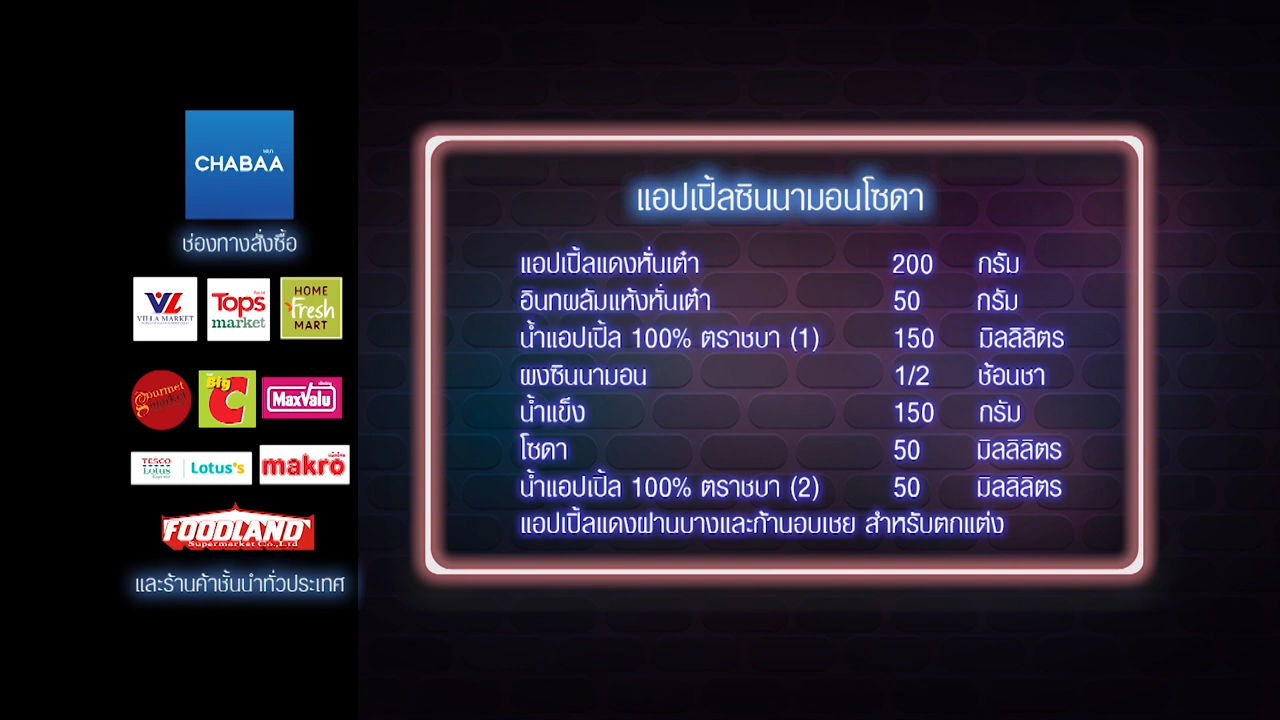 ชบา
CHABAA
ช่องทางสั่งซื้อ
VILLA MARKET
Tops
market
HOME
Fresh
MART
Gourmet
Market
Big
C
MaxValu
TESCO
Lotus
Lotus's
makro
FOODLAND
Supermarket Co.,Ltd
และร้านค้าชั้นนำทั่วประเทศ
แอปเปิ้ลซินนามอนโซดา
แอปเปิ้ลแดงหั่นเต๋า 200 กรัม
อินทผลัมแห้งหั่นเต๋า 50 กรัม
น้ำแอปเปิ้ล 100% ตราชบา (1) 150 มิลลิลิตร
ผงซินนามอน 1/2 ช้อนชา
น้ำแข็ง 150 กรัม
โซดา 50 มิลลิลิตร
น้ำแอปเปิ้ล 100% ตราชบา (2) 50 มิลลิลิตร
แอปเปิ้ลแดงฝานบางและก้านอบเชย สำหรับตกแต่ง